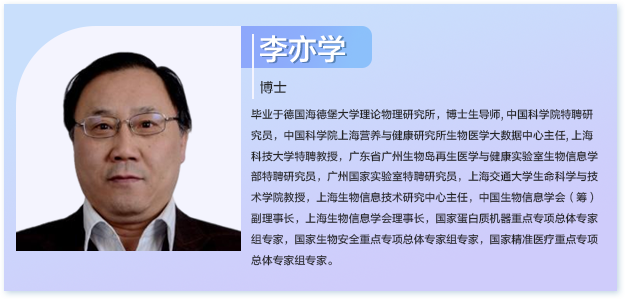 李亦学
博士
毕业于德国海德堡大学理论物理研究所，博士生导师, 中国科学院特聘研
究员，中国科学院上海营养与健康研究所生物医学大数据中心主任, 上海
科技大学特聘教授，广东省广州生物岛再生医学与健康实验室生物信息学
部特聘研究员，广州国家实验室特聘研究员，上海交通大学生命科学与技
术学院教授，上海生物信息技术研究中心主任，中国生物信息学会（筹）
副理事长，上海生物信息学会理事长，国家蛋白质机器重点专项总体专家
组专家，国家生物安全重点专项总体专家组专家，国家精准医疗重点专项
总体专家组专家。